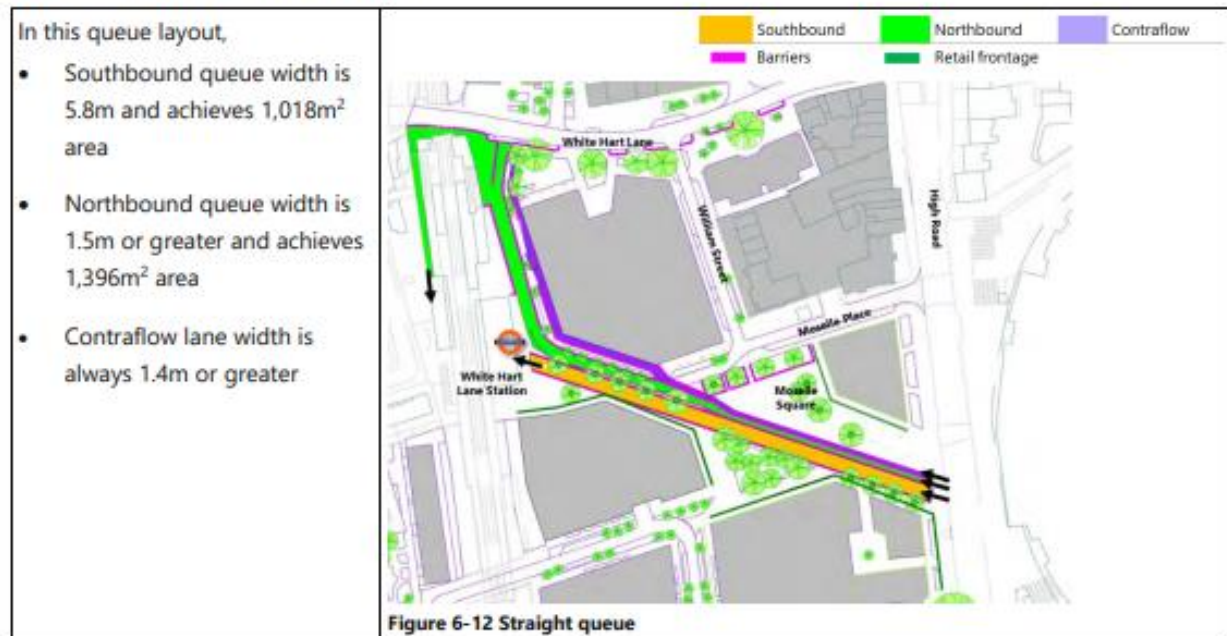 In this queue layout,
• Southbound queue width is
5.8m and achieves 1,018m²
area
• Northbound queue width is
1.5m or greater and achieves
1,396m² area
• Contraflow lane width is
always 1.4m or greater
Southbound
Northbound
Contraflow
Barriers
Retail frontage
White Hart Lane
William Street
High Road
Moselle Place
White Hart
Lane Station
Moselle
Square
Figure 6-12 Straight queue